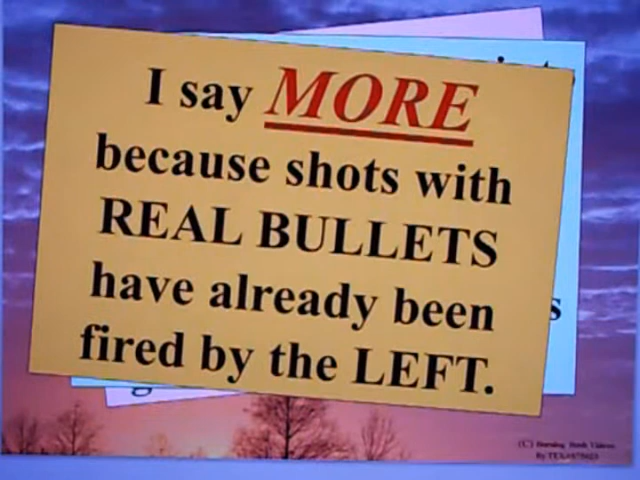 I say MORE
because shots with
REAL BULLETS
have already been
fired by the LEFT.